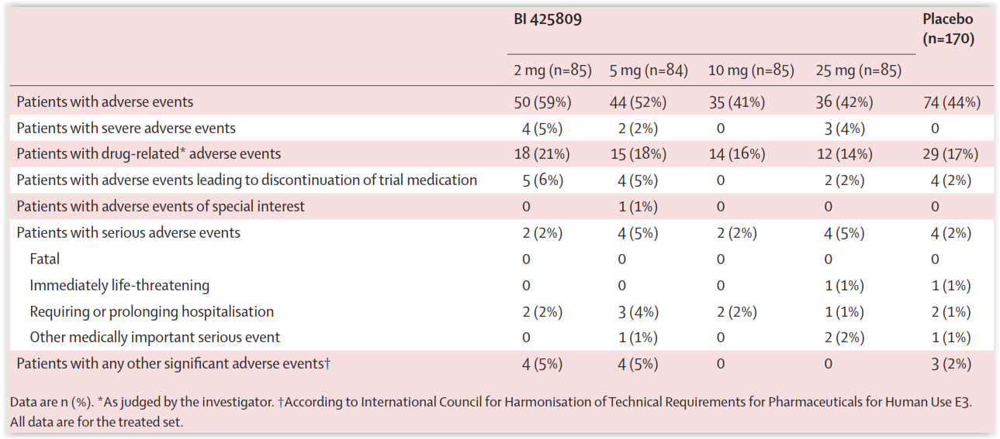 BI 425809 Placebo
(n=170)
2 mg (n=85) 5 mg (n=84) 10 mg (n=85) 25 mg (n=85)
Patients with adverse events 50 (59%) 44 (52%) 35 (41%) 36 (42%) 74 (44%)
Patients with severe adverse events 4 (5%) 2 (2%) 0 3 (4%) 0
Patients with drug-related* adverse events 18 (21%) 15 (18%) 14 (16%) 12 (14%) 29 (17%)
Patients with adverse events leading to discontinuation of trial medication 5 (6%) 4 (5%) 0 2 (2%) 4 (2%)
Patients with adverse events of special interest 0 1 (1%) 0 0 0
Patients with serious adverse events 2 (2%) 4 (5%) 2 (2%) 4 (5%) 4 (2%)
Fatal 0 0 0 0 0
Immediately life-threatening 0 0 0 1 (1%) 1 (1%)
Requiring or prolonging hospitalisation 2 (2%) 3 (4%) 2 (2%) 1 (1%) 2 (1%)
Other medically important serious event 0 1 (1%) 0 2 (2%) 1 (1%)
Patients with any other significant adverse events† 4 (5%) 4 (5%) 0 0 3 (2%)
Data are n (%). *As judged by the investigator. †According to International Council for Harmonisation of Technical Requirements for Pharmaceuticals for Human Use E3.
All data are for the treated set.